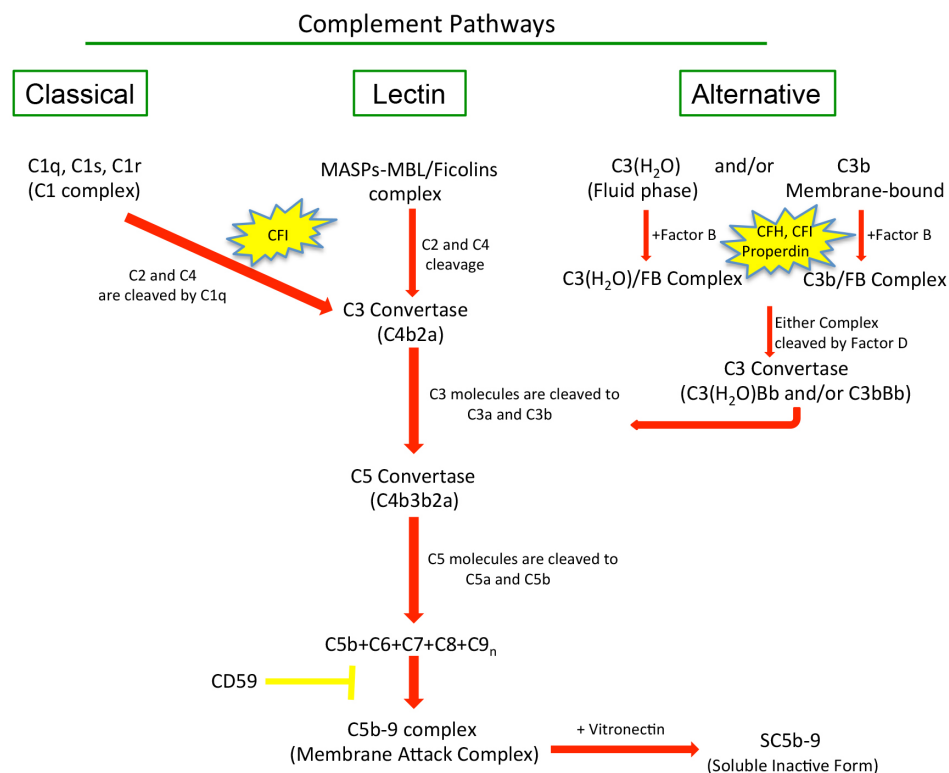 Complement Pathways
Classical
Lectin
Alternative
C1q, C1s, C1r
(C1 complex)
MASPs-MBL/Ficolins
complex
C3(H₂O)
(Fluid phase)
and/or
C3b
Membrane-bound
CFI
C2 and C4
are cleaved by C1q
C2 and C4
cleavage
+Factor B
CFH, CFI
Properdin
+Factor B
C3(H₂O)/FB Complex
C3b/FB Complex
C3 Convertase
(C4b2a)
Either Complex
cleaved by Factor D
C3 Convertase
(C3(H₂O)Bb and/or C3bBb)
C3 molecules are cleaved to
C3a and C3b
C5 Convertase
(C4b3b2a)
C5 molecules are cleaved to
C5a and C5b
C5b+C6+C7+C8+C9ₙ
CD59
C5b-9 complex
(Membrane Attack Complex)
+ Vitronectin
SC5b-9
(Soluble Inactive Form)